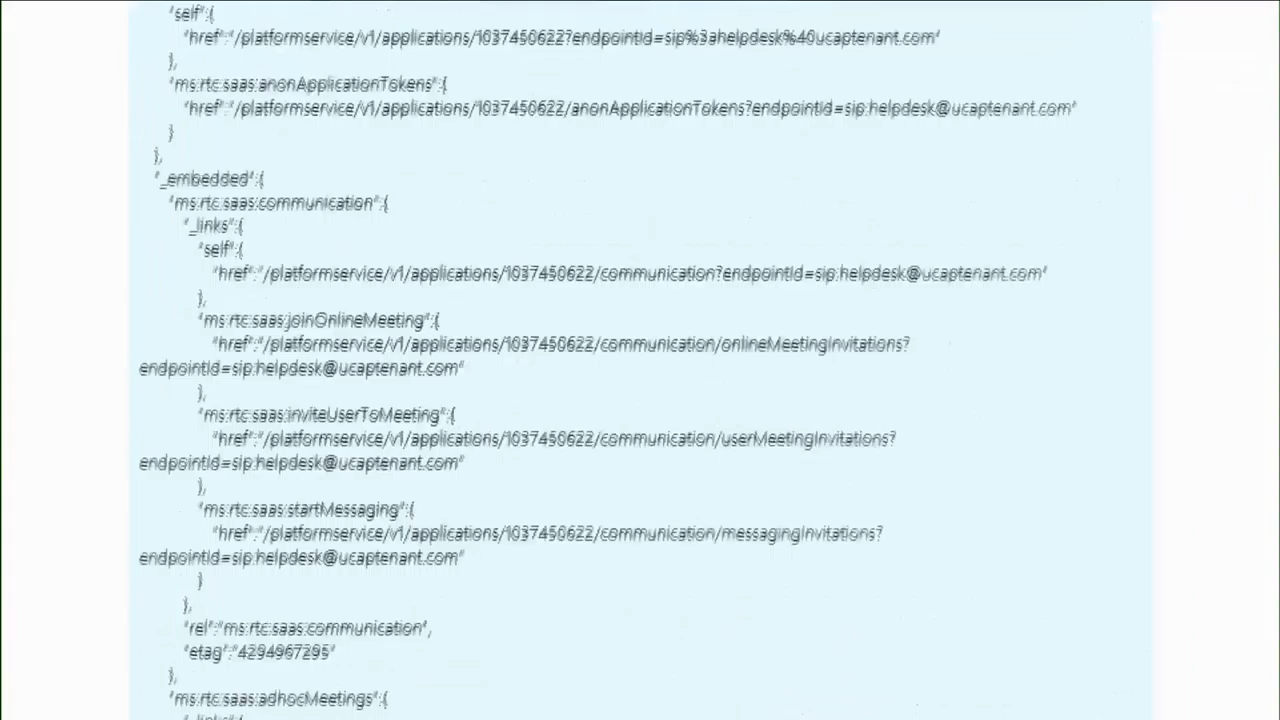 "self":{
"href":"/platformservice/v1/applications/1037450622?endpointId=sip%3ahelpdesk%40ucaptenant.com"
},
"ms:rtc:saas:anonApplicationTokens":{
"href":"/platformservice/v1/applications/1037450622/anonApplicationTokens?endpointId=sip:helpdesk@ucaptenant.com"
}
},
"_embedded":{
"ms:rtc:saas:communication":{
"_links":{
"self":{
"href":"/platformservice/v1/applications/1037450622/communication?endpointId=sip:helpdesk@ucaptenant.com"
},
"ms:rtc:saas:joinOnlineMeeting":{
"href":"/platformservice/v1/applications/1037450622/communication/onlineMeetingInvitations?
endpointId=sip:helpdesk@ucaptenant.com"
},
"ms:rtc:saas:inviteUserToMeeting":{
"href":"/platformservice/v1/applications/1037450622/communication/userMeetingInvitations?
endpointId=sip:helpdesk@ucaptenant.com"
},
"ms:rtc:saas:startMessaging":{
"href":"/platformservice/v1/applications/1037450622/communication/messagingInvitations?
endpointId=sip:helpdesk@ucaptenant.com"
}
},
"rel":"ms:rtc:saas:communication",
"etag":"4294967295"
},
"ms:rtc:saas:adhocMeetings":{
"_links":{